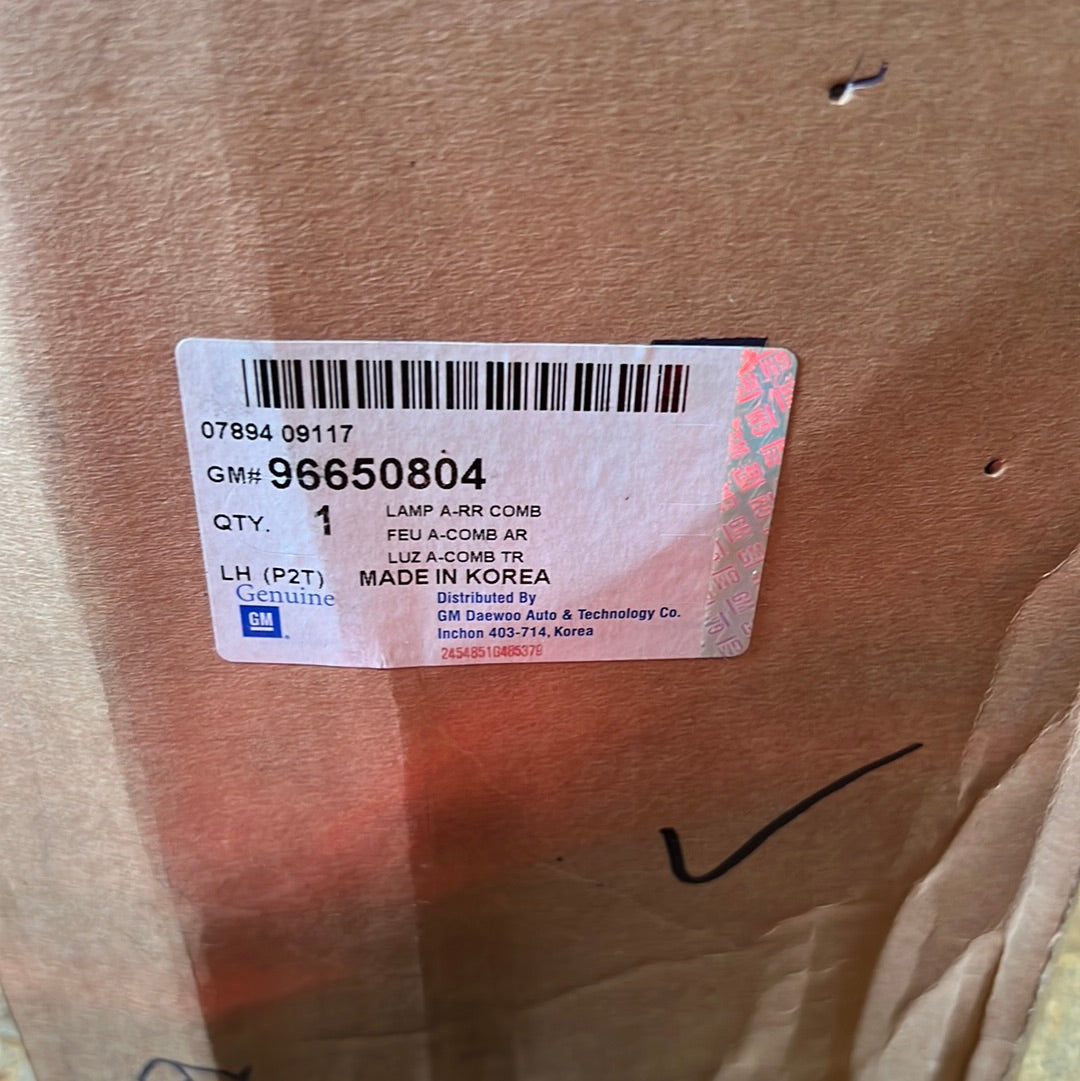 07894 09117
GM# 96650804
QTY. 1 LAMP A-RR COMB
FEU A-COMB AR
LUZ A-COMB TR
LH (P2T) MADE IN KOREA
Genuine
GM
Distributed By
GM Daewoo Auto & Technology Co.
Inchon 403-714, Korea